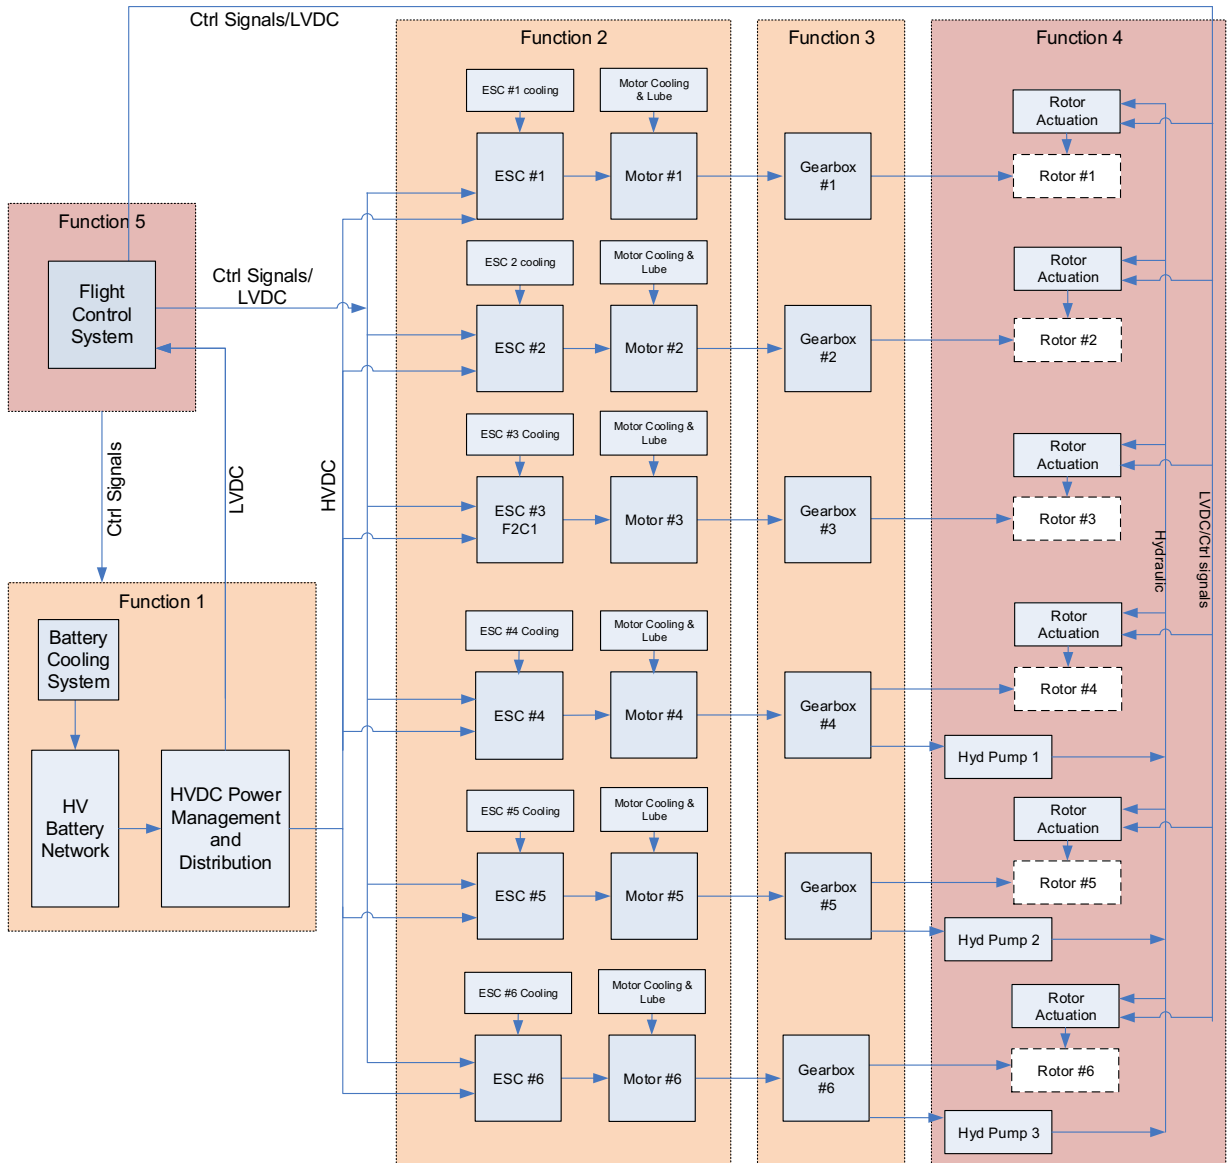 Ctrl Signals/LVDC
Function 5
Flight
Control
System
Ctrl Signals/
LVDC
Ctrl Signals
LVDC
HVDC
Function 1
Battery
Cooling
System
HV
Battery
Network
HVDC Power
Management
and
Distribution
Function 2
ESC #1 cooling
Motor Cooling
& Lube
ESC #1
Motor #1
ESC 2 cooling
Motor Cooling
& Lube
ESC #2
Motor #2
ESC #3 Cooling
Motor Cooling
& Lube
ESC #3
F2C1
Motor #3
ESC #4 Cooling
Motor Cooling &
Lube
ESC #4
Motor #4
ESC #5 Cooling
Motor Cooling &
Lube
ESC #5
Motor #5
ESC #6 Cooling
Motor Cooling &
Lube
ESC #6
Motor #6
Function 3
Gearbox
#1
Gearbox
#2
Gearbox
#3
Gearbox
#4
Gearbox
#5
Gearbox
#6
Function 4
Rotor
Actuation
Rotor #1
Rotor
Actuation
Rotor #2
Rotor
Actuation
Rotor #3
Rotor
Actuation
Rotor #4
Hyd Pump 1
Rotor
Actuation
Rotor #5
Hyd Pump 2
Rotor
Actuation
Rotor #6
Hyd Pump 3
Hydraulic
LVDC/Ctrl signals